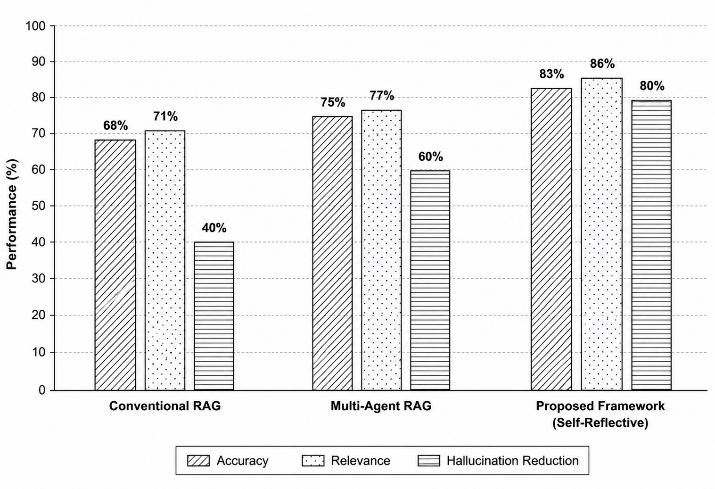 100
90
80
70
60
50
40
30
20
10
0
Performance (%)
68%
71%
40%
75%
77%
60%
83%
86%
80%
Conventional RAG
Multi-Agent RAG
Proposed Framework
(Self-Reflective)
Accuracy
Relevance
Hallucination Reduction